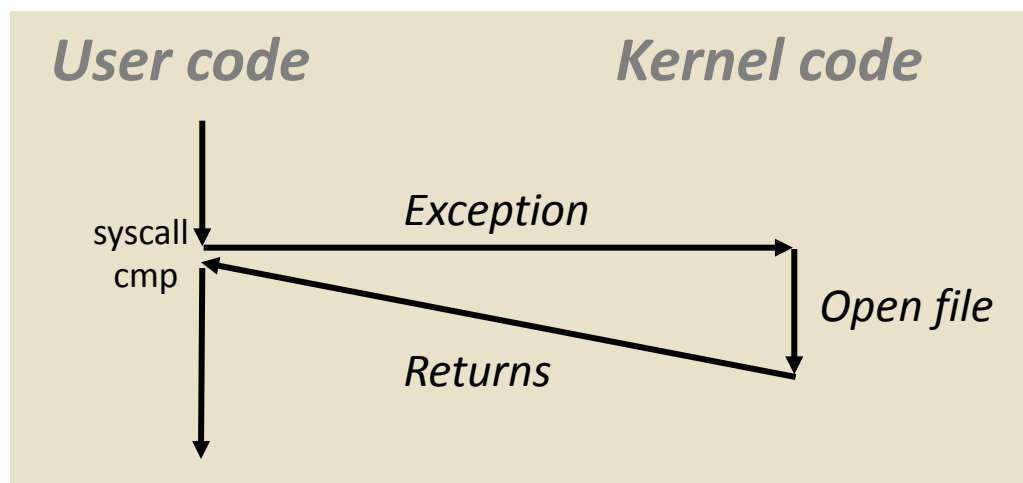 User code
Kernel code
Exception
syscall
cmp
Open file
Returns